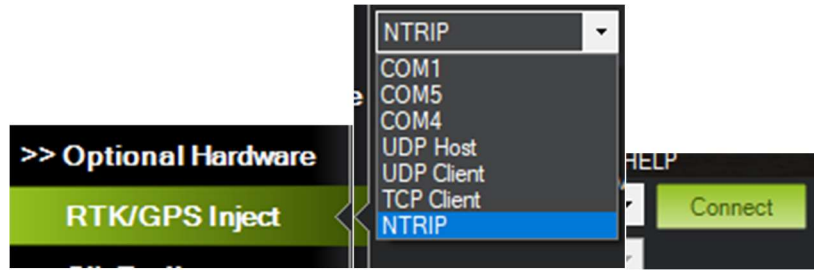 NTRIP
COM1
COM5
COM4
UDP Host
UDP Client
TCP Client
NTRIP
>> Optional Hardware
RTK/GPS Inject
HELP
Connect